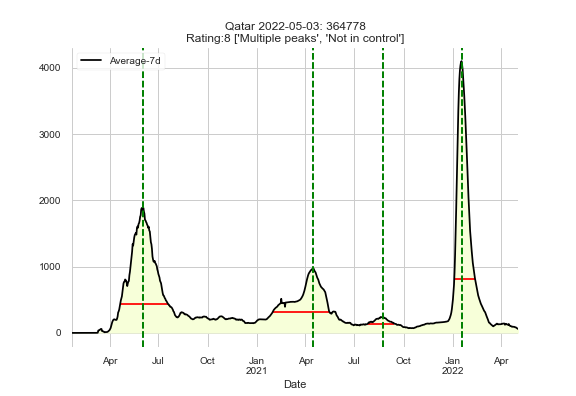 Qatar 2022-05-03: 364778
Rating:8 ['Multiple peaks', 'Not in control']
Average-7d
4000
3000
2000
1000
0
Apr Jul Oct Jan Apr Jul Oct Jan Apr
2021 2022
Date